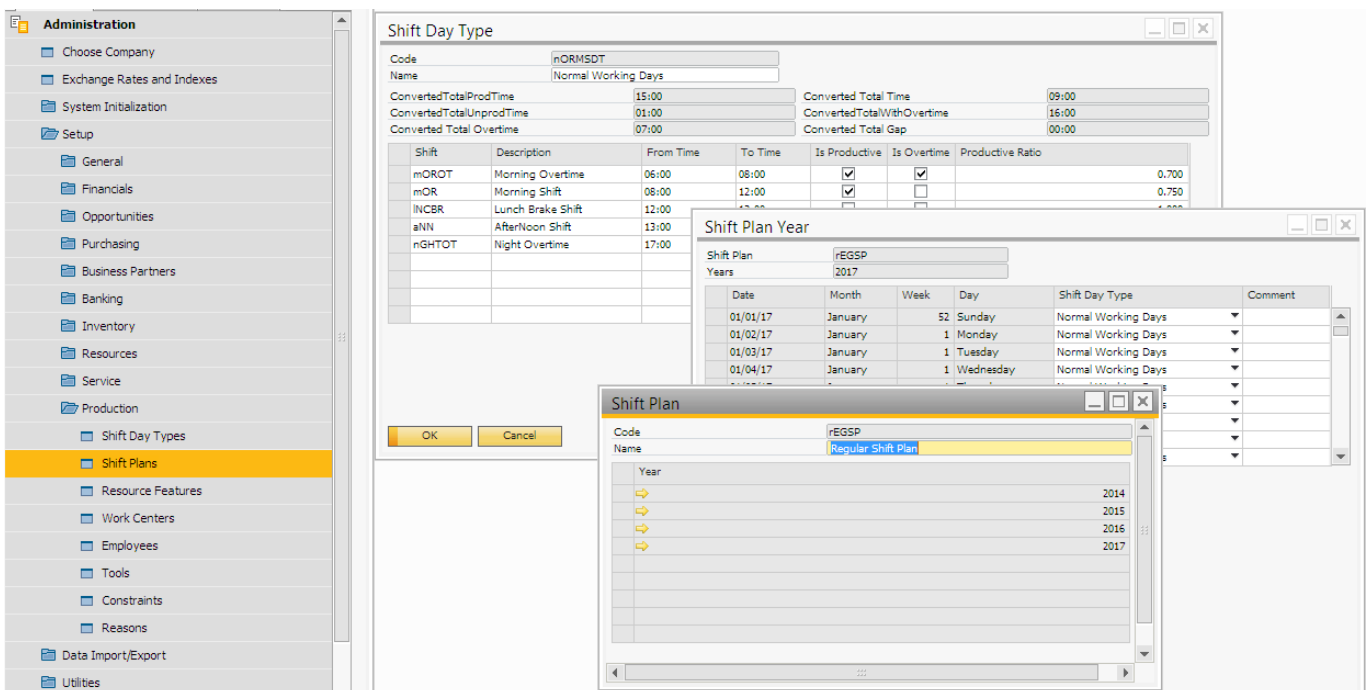 Administration
Choose Company
Exchange Rates and Indexes
System Initialization
Setup
General
Financials
Opportunities
Purchasing
Business Partners
Banking
Inventory
Resources
Service
Production
Shift Day Types
Shift Plans
Resource Features
Work Centers
Employees
Tools
Constraints
Reasons
Data Import/Export
Utilities
Shift Day Type
Code nORMSDT
Name Normal Working Days
ConvertedTotalProdTime 15:00 Converted Total Time 09:00
ConvertedTotalUnprodTime 01:00 ConvertedTotalWithOvertime 16:00
Converted Total Overtime 07:00 Converted Total Gap 00:00
Shift Description From Time To Time Is Productive Is Overtime Productive Ratio
mOROT Morning Overtime 06:00 08:00 0.700
mOR Morning Shift 08:00 12:00 0.750
lNCBR Lunch Brake Shift 12:00
aNN AfterNoon Shift 13:00
nGHTOT Night Overtime 17:00
OK Cancel
Shift Plan Year
Shift Plan rEGSP
Years 2017
Date Month Week Day Shift Day Type Comment
01/01/17 January 52 Sunday Normal Working Days
01/02/17 January 1 Monday Normal Working Days
01/03/17 January 1 Tuesday Normal Working Days
01/04/17 January 1 Wednesday Normal Working Days
Shift Plan
Code rEGSP
Name Regular Shift Plan
Year
2014
2015
2016
2017